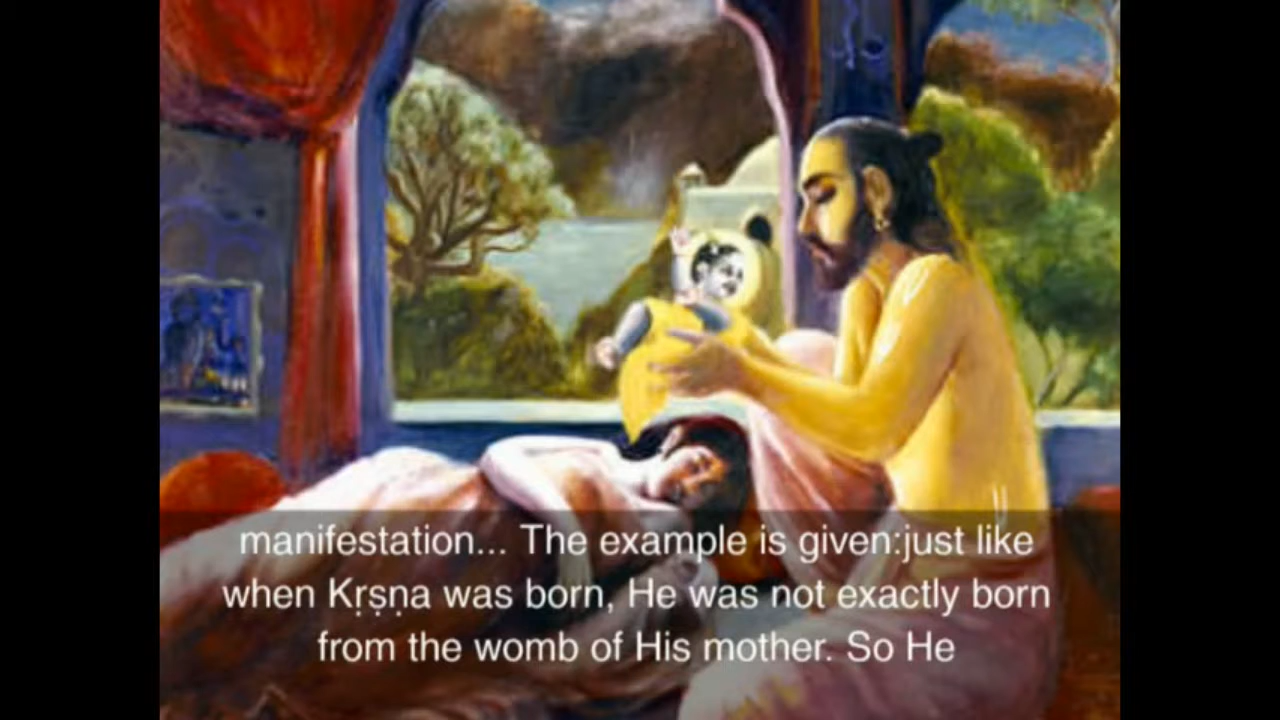 manifestation... The example is given:just like
when Kṛṣṇa was born, He was not exactly born
from the womb of His mother. So He